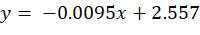 y = −0.0095x + 2.557